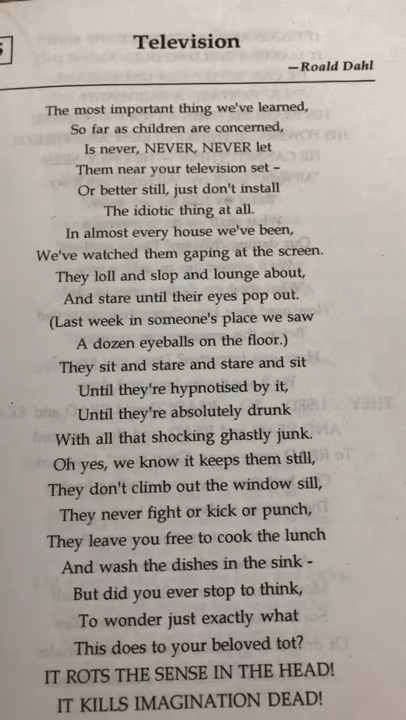 Television
—Roald Dahl
The most important thing we've learned,
So far as children are concerned,
Is never, NEVER, NEVER let
Them near your television set –
Or better still, just don't install
The idiotic thing at all.
In almost every house we've been,
We've watched them gaping at the screen.
They loll and slop and lounge about,
And stare until their eyes pop out.
(Last week in someone's place we saw
A dozen eyeballs on the floor.)
They sit and stare and stare and sit
Until they're hypnotised by it,
Until they're absolutely drunk
With all that shocking ghastly junk.
Oh yes, we know it keeps them still,
They don't climb out the window sill,
They never fight or kick or punch,
They leave you free to cook the lunch
And wash the dishes in the sink -
But did you ever stop to think,
To wonder just exactly what
This does to your beloved tot?
IT ROTS THE SENSE IN THE HEAD!
IT KILLS IMAGINATION DEAD!